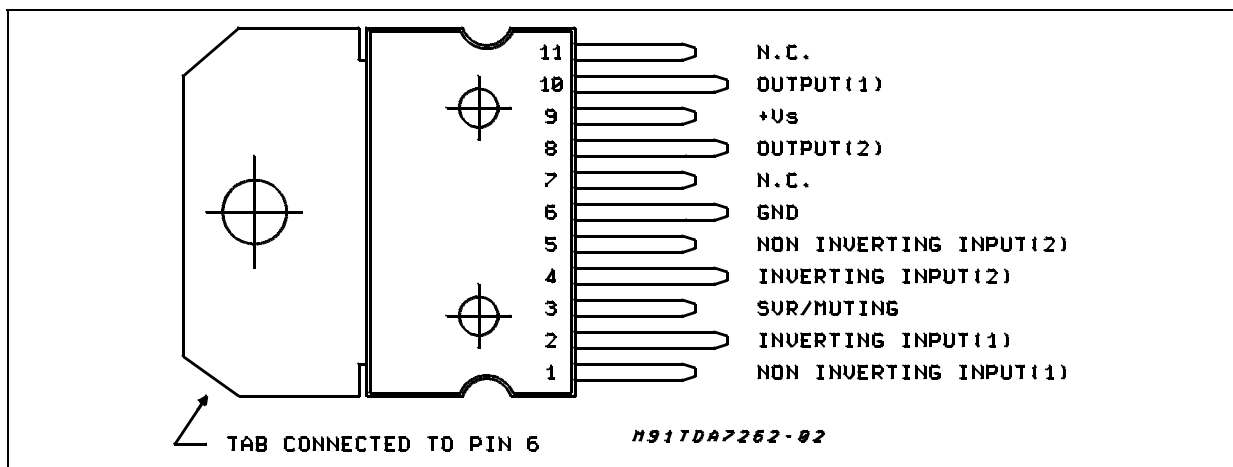 11 N.C.
10 OUTPUT(1)
9 +Vs
8 OUTPUT(2)
7 N.C.
6 GND
5 NON INVERTING INPUT(2)
4 INVERTING INPUT(2)
3 SVR/MUTING
2 INVERTING INPUT(1)
1 NON INVERTING INPUT(1)
TAB CONNECTED TO PIN 6
M91TDA7262-02